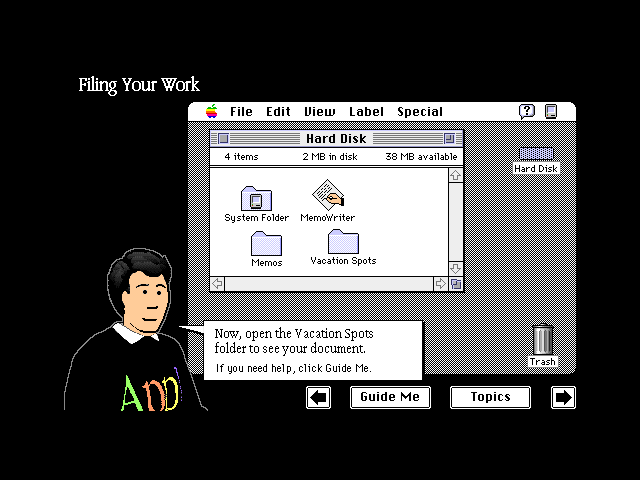 Filing Your Work
File Edit View Label Special
Hard Disk
4 items 2 MB in disk 38 MB available
Hard Disk
System Folder MemoWriter
Memos Vacation Spots
Now, open the Vacation Spots
folder to see your document.
If you need help, click Guide Me.
Trash
APPl
Guide Me Topics